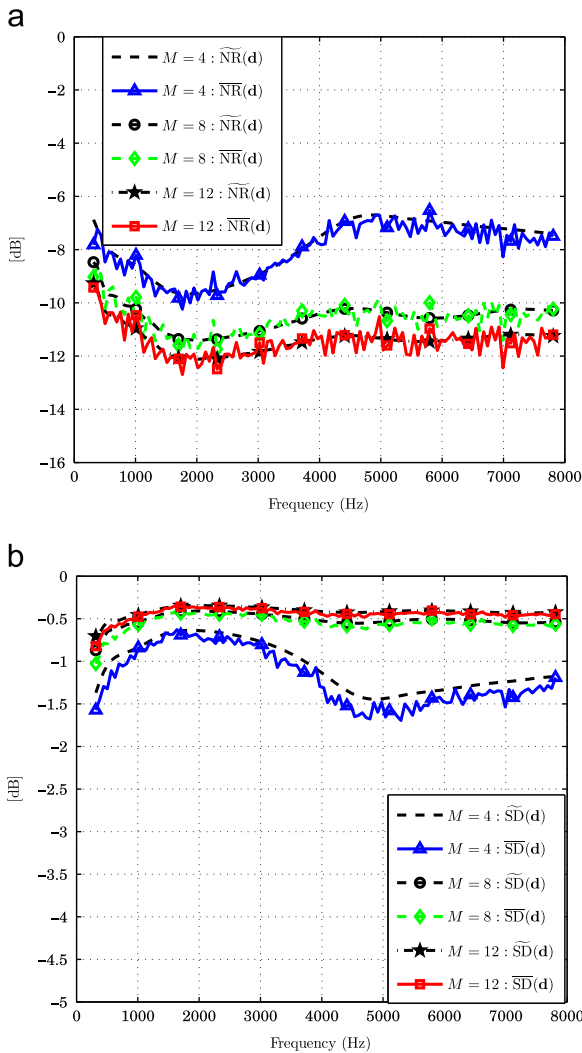 a
0
−2
−4
−6
−8
−10
−12
−14
−16
[dB]
M = 4 : N͠R(d)
M = 4 : N̅R̅(d)
M = 8 : N͠R(d)
M = 8 : N̅R̅(d)
M = 12 : N͠R(d)
M = 12 : N̅R̅(d)
0 1000 2000 3000 4000 5000 6000 7000 8000
Frequency (Hz)
b
0
−0.5
−1
−1.5
−2
−2.5
−3
−3.5
−4
−4.5
−5
[dB]
M = 4 : S͠D(d)
M = 4 : S̅D̅(d)
M = 8 : S͠D(d)
M = 8 : S̅D̅(d)
M = 12 : S͠D(d)
M = 12 : S̅D̅(d)
0 1000 2000 3000 4000 5000 6000 7000 8000
Frequency (Hz)